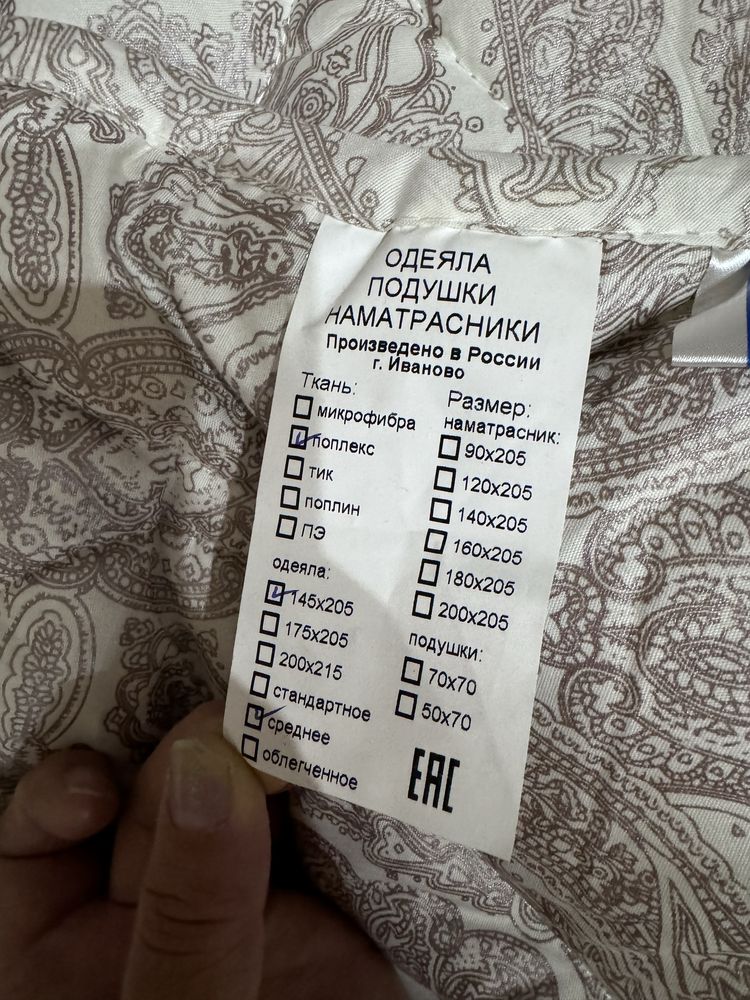 ОДЕЯЛА
ПОДУШКИ
НАМАТРАСНИКИ
Произведено в России
г. Иваново
Ткань:
микрофибра
поплекс
тик
поплин
ПЭ
одеяла:
145х205
175х205
200х215
стандартное
среднее
облегченное
Размер:
наматрасник:
90х205
120х205
140х205
160х205
180х205
200х205
подушки:
70х70
50х70
ЕАС